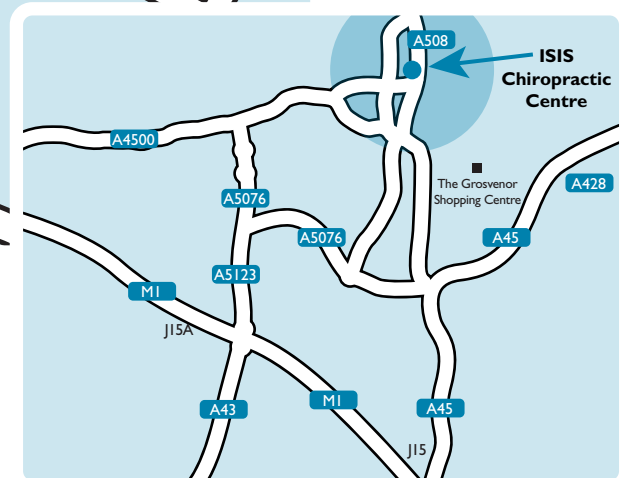 A508
ISIS
Chiropractic
Centre
A4500
The Grosvenor
Shopping Centre
A428
A5076
A5076
A45
A5123
M1
J15A
M1
A43
A45
J15